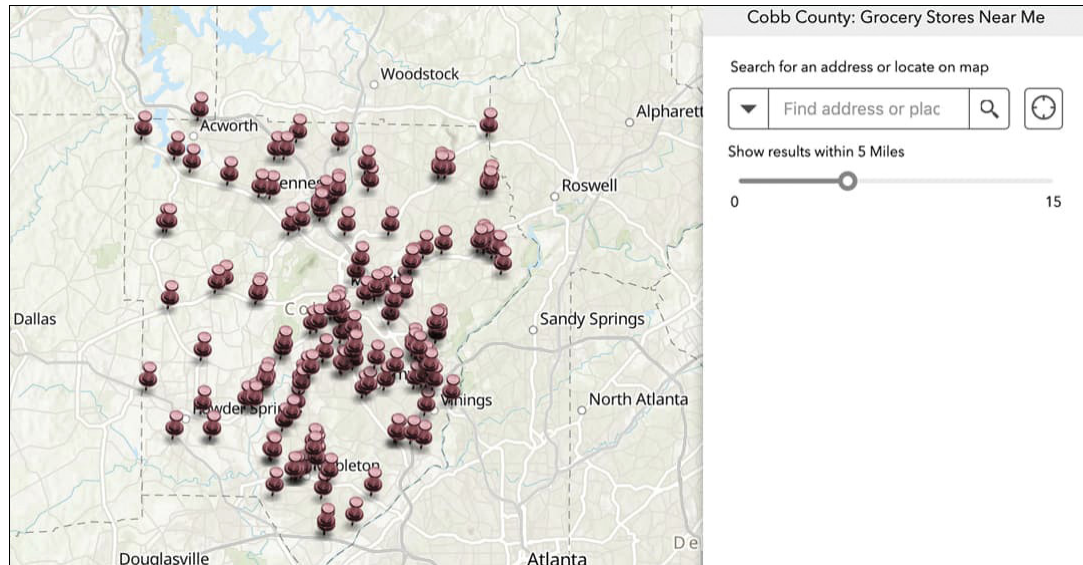 Cobb County: Grocery Stores Near Me
Search for an address or locate on map
Find address or plac
Show results within 5 Miles
0
15
Woodstock
Alpharett
Acworth
Roswell
Dallas
Sandy Springs
North Atlanta
Douglasville
Atlanta
De